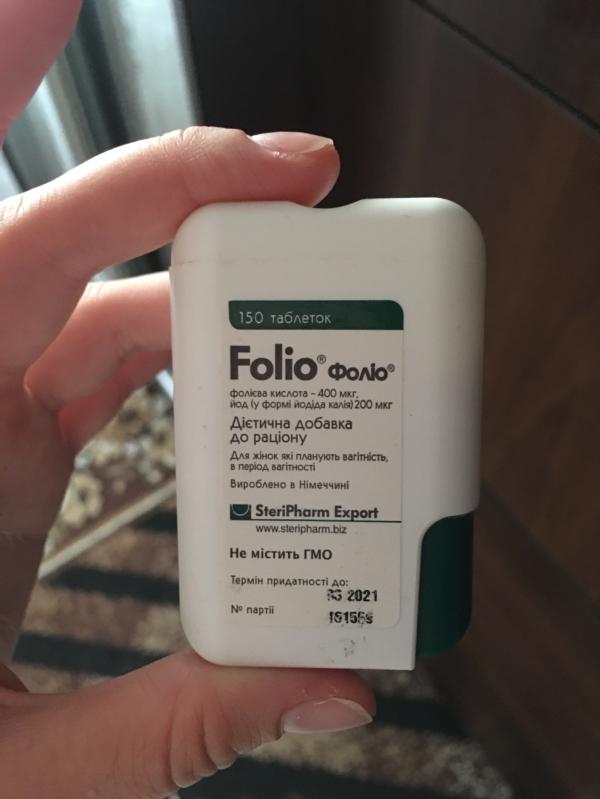 150 таблеток
Folio® Фоліо®
фолієва кислота – 400 мкг,
йод (у формі йодіда калія) 200 мкг
Дієтична добавка
до раціону
Для жінок які планують вагітність,
в період вагітності
Вироблено в Німеччині
SteriPharm Export
www.steripharm.biz
Не містить ГМО
Термін придатності до:
2021
№ партії